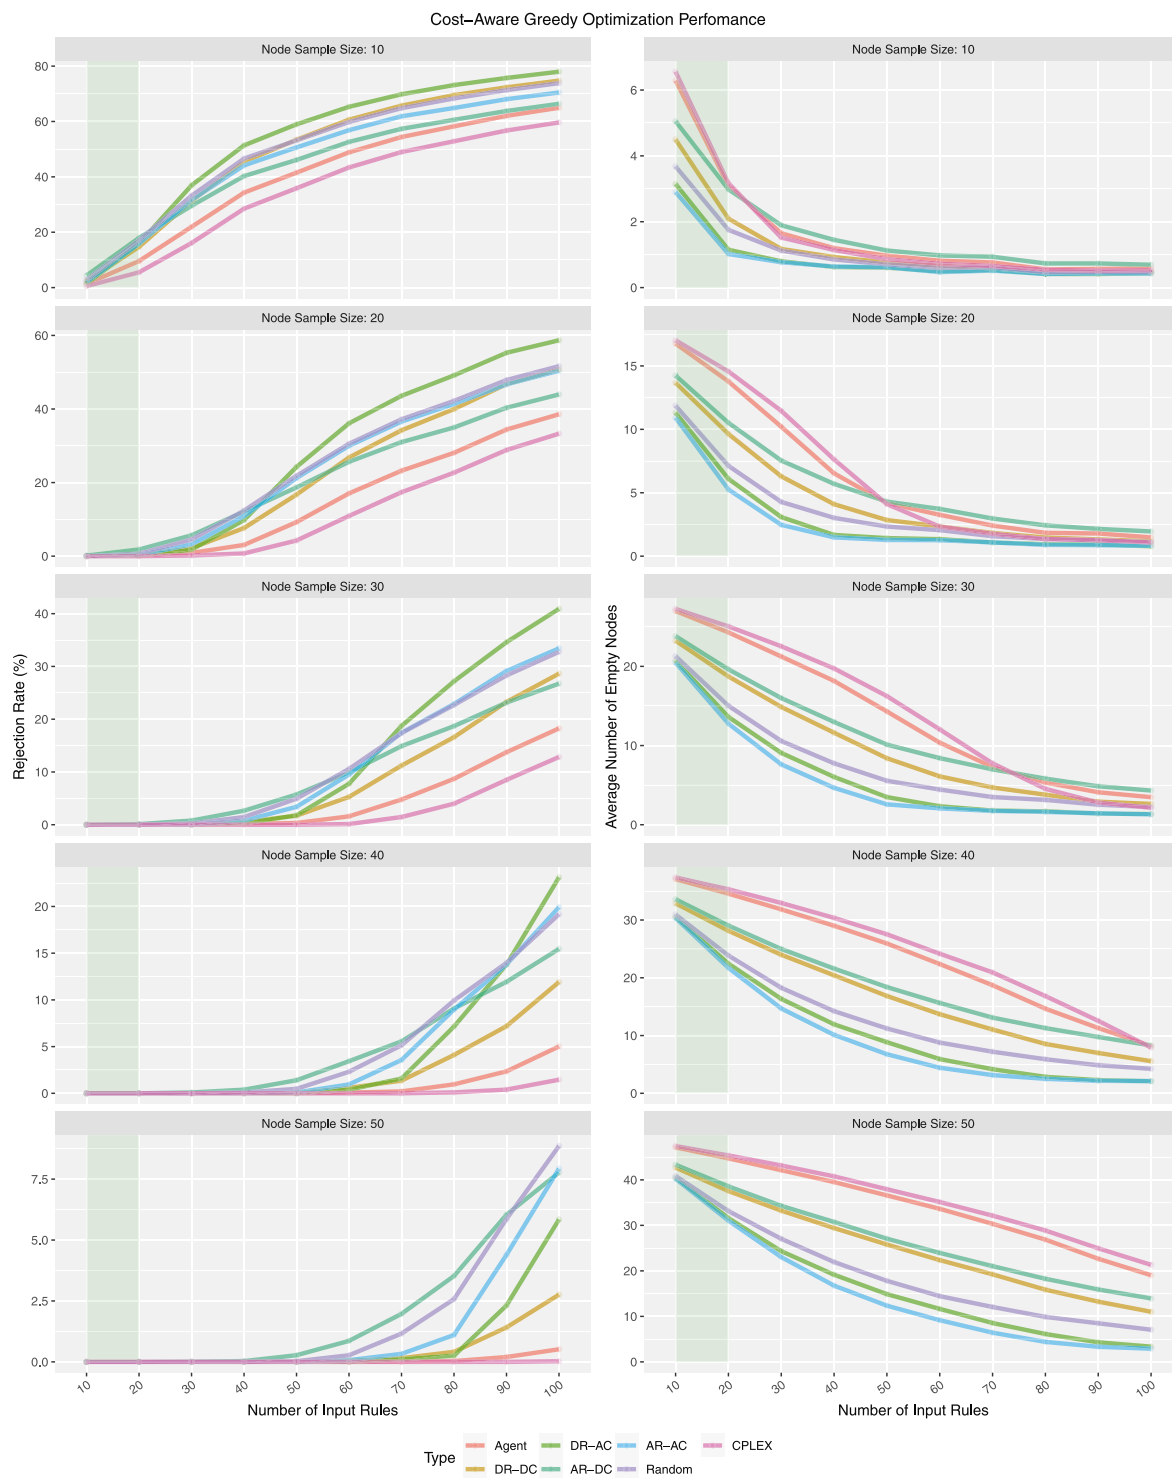 Cost−Aware Greedy Optimization Perfomance
Node Sample Size: 10
80
60
40
20
0
Node Sample Size: 10
6
4
2
0
Node Sample Size: 20
60
40
20
0
Node Sample Size: 20
15
10
5
0
Node Sample Size: 30
40
30
20
10
0
Node Sample Size: 30
20
10
0
Rejection Rate (%)
Average Number of Empty Nodes
Node Sample Size: 40
20
15
10
5
0
Node Sample Size: 40
30
20
10
0
Node Sample Size: 50
7.5
5.0
2.5
0.0
Node Sample Size: 50
40
30
20
10
0
10 20 30 40 50 60 70 80 90 100
10 20 30 40 50 60 70 80 90 100
Number of Input Rules
Number of Input Rules
Type
Agent DR−AC AR−AC CPLEX
DR−DC AR−DC Random